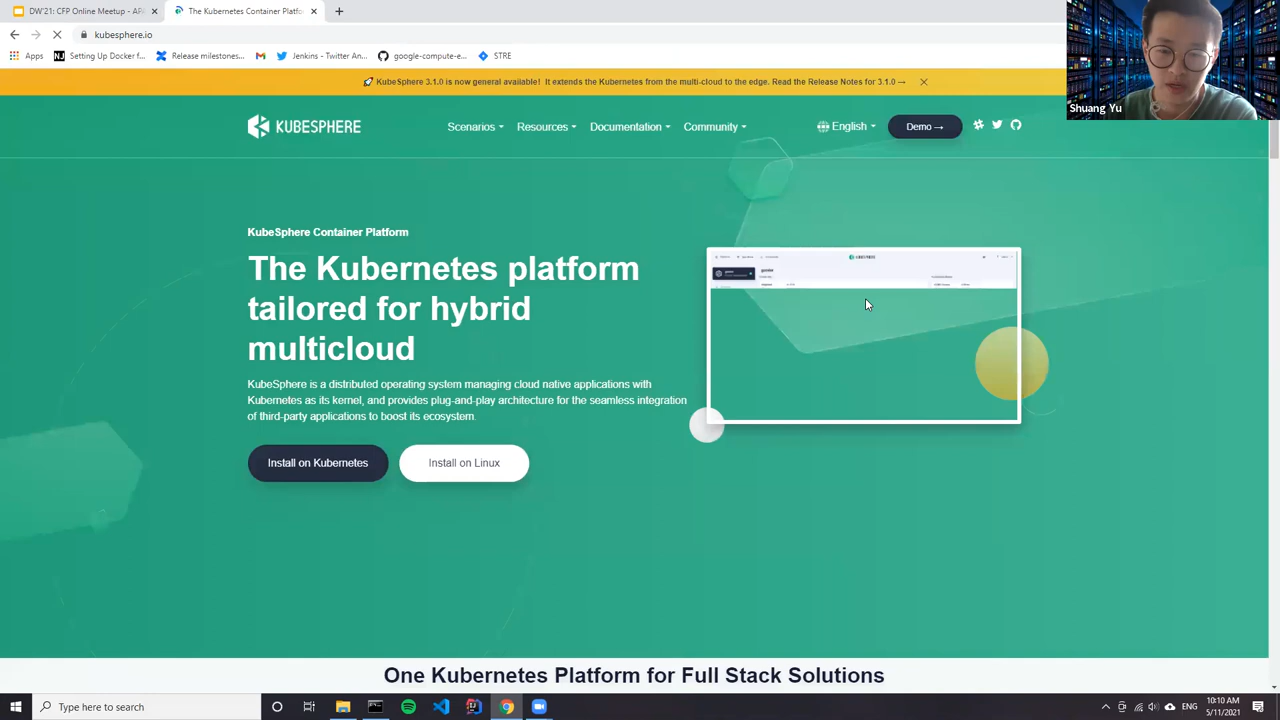 DW'21: CFP Online Meetup - AP
The Kubernetes Container Platfor
kubesphere.io
Apps
Setting Up Docker f...
Release milestones...
Jenkins - Twitter An...
google-compute-e...
STRE
Shuang Yu
KubeSphere 3.1.0 is now general available! It extends the Kubernetes from the multi-cloud to the edge. Read the Release Notes for 3.1.0 →
KUBESPHERE
Scenarios
Resources
Documentation
Community
English
Demo →
KubeSphere Container Platform
The Kubernetes platform
tailored for hybrid
multicloud
KubeSphere is a distributed operating system managing cloud native applications with
Kubernetes as its kernel, and provides plug-and-play architecture for the seamless integration
of third-party applications to boost its ecosystem.
Install on Kubernetes
Install on Linux
One Kubernetes Platform for Full Stack Solutions
Type here to search
ENG
10:10 AM
5/11/2021